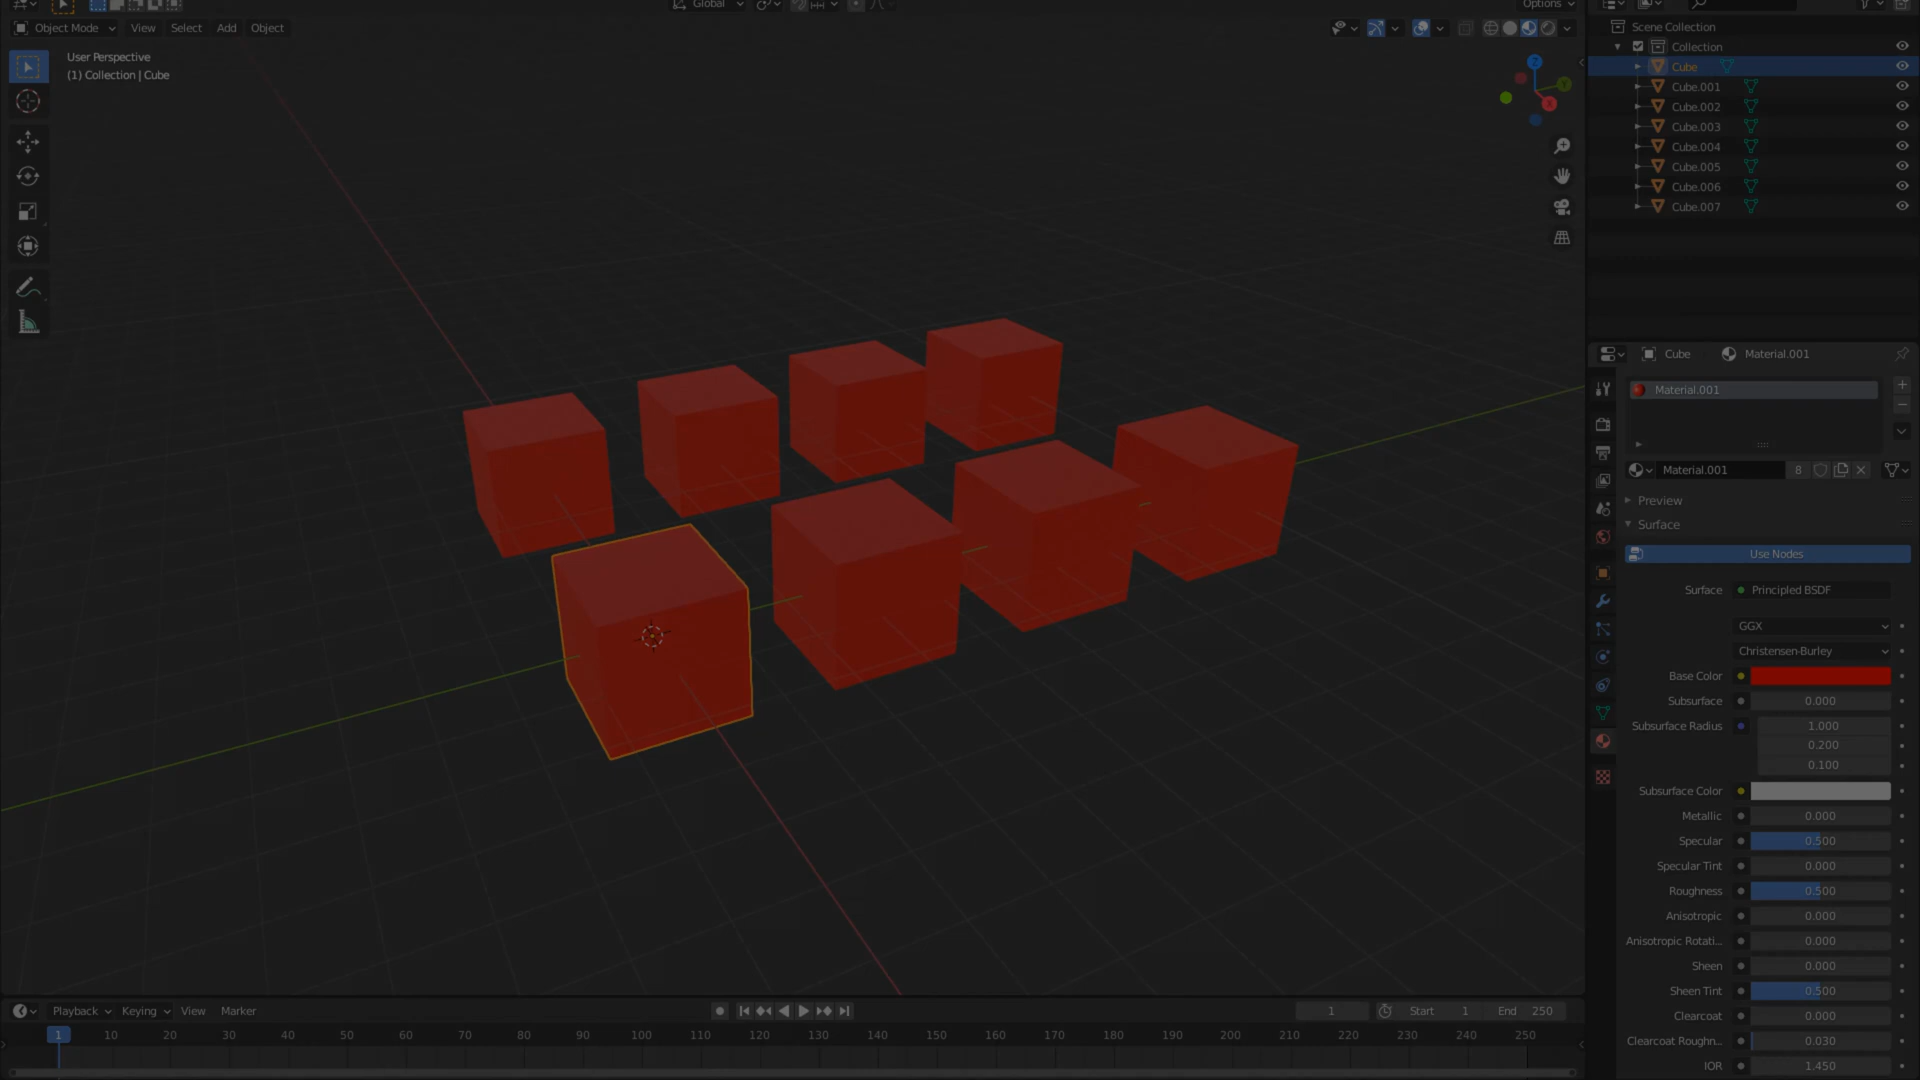 Global
Options
Object Mode
View
Select
Add
Object
User Perspective
(1) Collection | Cube
Z
Y
X
Scene Collection
Collection
Cube
Cube.001
Cube.002
Cube.003
Cube.004
Cube.005
Cube.006
Cube.007
Cube
Material.001
Material.001
Material.001
8
Preview
Surface
Use Nodes
Surface
Principled BSDF
GGX
Christensen-Burley
Base Color
Subsurface
0.000
Subsurface Radius
1.000
0.200
0.100
Subsurface Color
Metallic
0.000
Specular
0.500
Specular Tint
0.000
Roughness
0.500
Anisotropic
0.000
Anisotropic Rotati...
0.000
Sheen
0.000
Sheen Tint
0.500
Clearcoat
0.000
Clearcoat Roughn...
0.030
IOR
1.450
Playback
Keying
View
Marker
1
Start
1
End
250
1
10
20
30
40
50
60
70
80
90
100
110
120
130
140
150
160
170
180
190
200
210
220
230
240
250